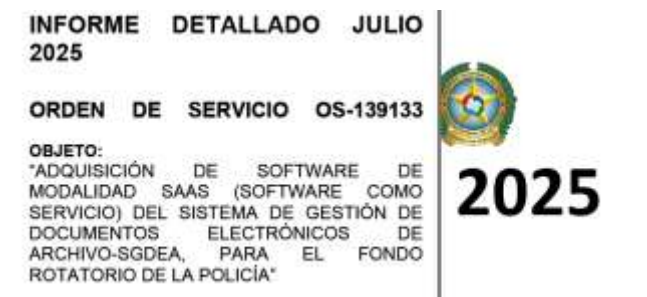 INFORME DETALLADO JULIO
2025
ORDEN DE SERVICIO OS-139133
OBJETO:
"ADQUISICIÓN DE SOFTWARE DE
MODALIDAD SAAS (SOFTWARE COMO
SERVICIO) DEL SISTEMA DE GESTIÓN DE
DOCUMENTOS ELECTRÓNICOS DE
ARCHIVO-SGDEA, PARA EL FONDO
ROTATORIO DE LA POLICÍA"
2025